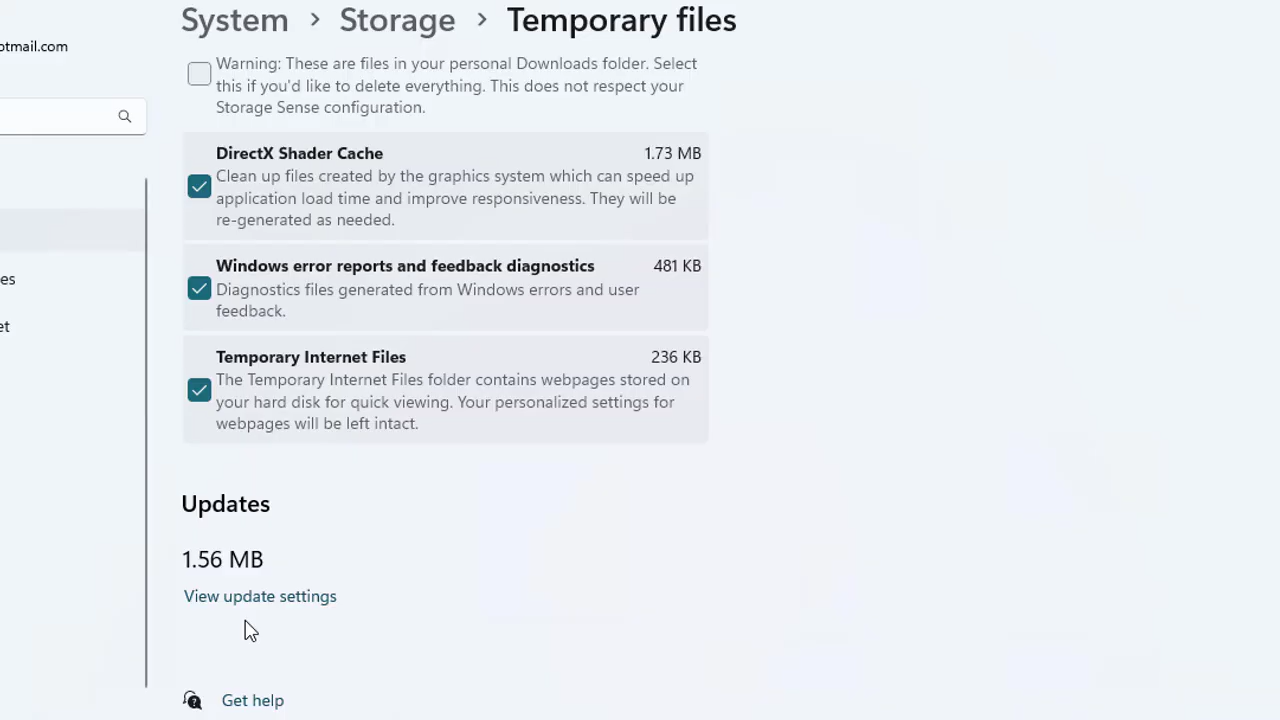 System > Storage > Temporary files
otmail.com
Warning: These are files in your personal Downloads folder. Select
this if you'd like to delete everything. This does not respect your
Storage Sense configuration.
DirectX Shader Cache 1.73 MB
Clean up files created by the graphics system which can speed up
application load time and improve responsiveness. They will be
re-generated as needed.
Windows error reports and feedback diagnostics 481 KB
Diagnostics files generated from Windows errors and user
feedback.
es
et
Temporary Internet Files 236 KB
The Temporary Internet Files folder contains webpages stored on
your hard disk for quick viewing. Your personalized settings for
webpages will be left intact.
Updates
1.56 MB
View update settings
Get help